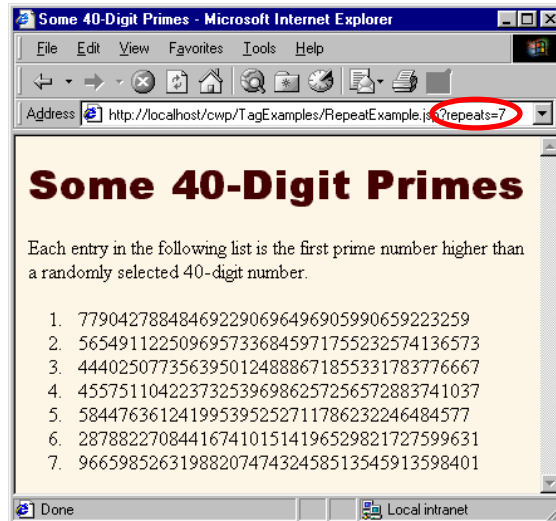 Some 40-Digit Primes - Microsoft Internet Explorer
File Edit View Favorites Tools Help
Address http://localhost/cwp/TagExamples/RepeatExample.jsp?repeats=7
Some 40-Digit Primes
Each entry in the following list is the first prime number higher than
a randomly selected 40-digit number.
1. 7790427884846922906964969059906592232​59
2. 5654911225096957336845971755232574136573
3. 4440250773563950124888671855331783776667
4. 4557511042237325396986257256572883741037
5. 584476361241995395252711786232246484577
6. 2878822708441674101514196529821727599631
7. 9665985263198820747432458513545913598401
Done Local intranet